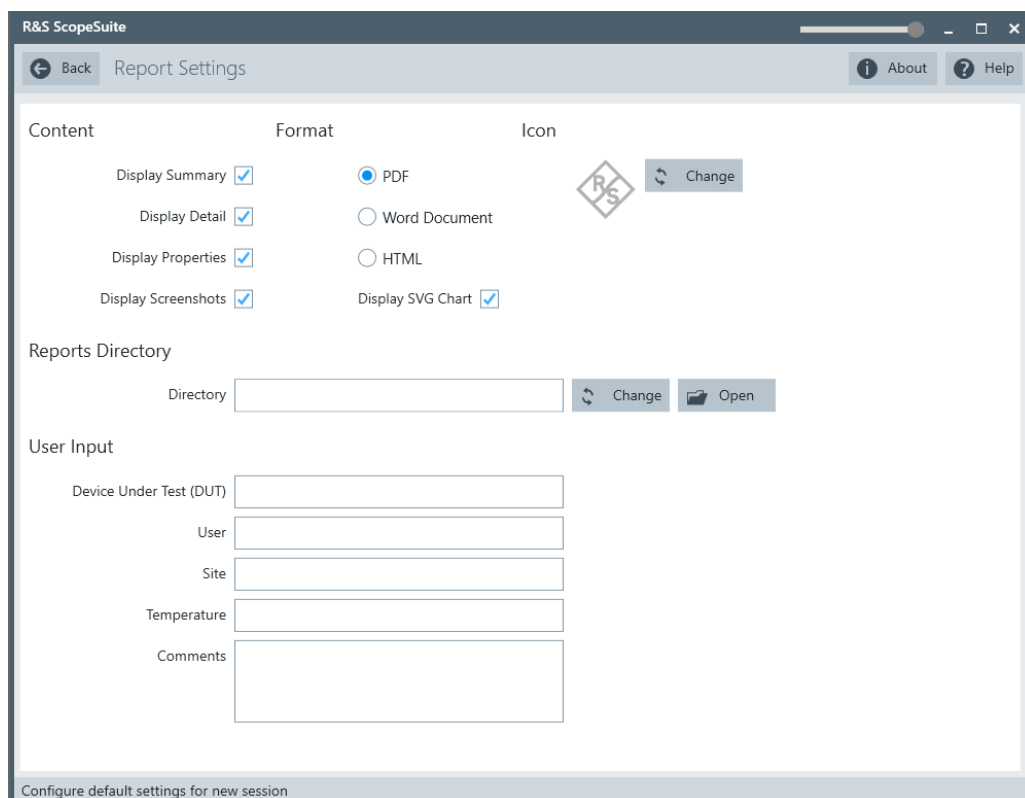 R&S ScopeSuite
Back Report Settings About Help
Content Format Icon
Display Summary PDF R/S Change
Display Detail Word Document
Display Properties HTML
Display Screenshots Display SVG Chart
Reports Directory
Directory Change Open
User Input
Device Under Test (DUT)
User
Site
Temperature
Comments
Configure default settings for new session